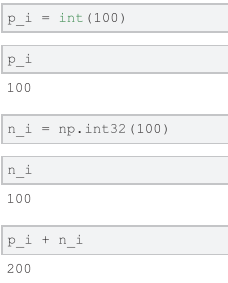 p_i = int(100)
p_i
100
n_i = np.int32(100)
n_i
100
p_i + n_i
200